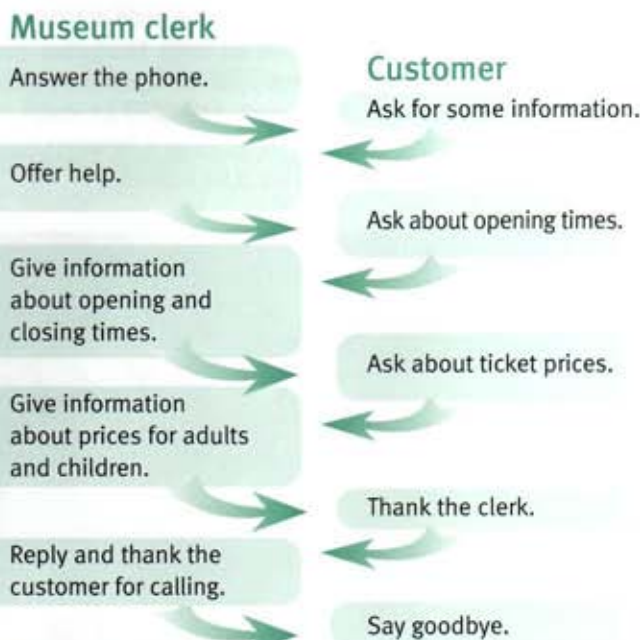 Museum clerk
Answer the phone.
Customer
Ask for some information.
Offer help.
Ask about opening times.
Give information
about opening and
closing times.
Ask about ticket prices.
Give information
about prices for adults
and children.
Thank the clerk.
Reply and thank the
customer for calling.
Say goodbye.